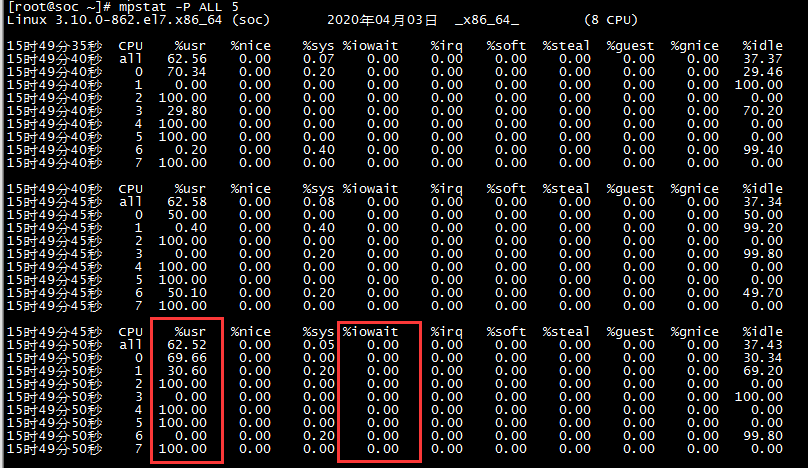 [root@soc ~]# mpstat -P ALL 5
Linux 3.10.0-862.el7.x86_64 (soc) 2020年04月03日 _x86_64_ (8 CPU)
15时49分35秒 CPU %usr %nice %sys %iowait %irq %soft %steal %guest %gnice %idle
15时49分40秒 all 62.56 0.00 0.07 0.00 0.00 0.00 0.00 0.00 0.00 37.37
15时49分40秒 0 70.34 0.00 0.20 0.00 0.00 0.00 0.00 0.00 0.00 29.46
15时49分40秒 1 0.00 0.00 0.00 0.00 0.00 0.00 0.00 0.00 0.00 100.00
15时49分40秒 2 100.00 0.00 0.00 0.00 0.00 0.00 0.00 0.00 0.00 0.00
15时49分40秒 3 29.80 0.00 0.00 0.00 0.00 0.00 0.00 0.00 0.00 70.20
15时49分40秒 4 100.00 0.00 0.00 0.00 0.00 0.00 0.00 0.00 0.00 0.00
15时49分40秒 5 100.00 0.00 0.00 0.00 0.00 0.00 0.00 0.00 0.00 0.00
15时49分40秒 6 0.20 0.00 0.40 0.00 0.00 0.00 0.00 0.00 0.00 99.40
15时49分40秒 7 100.00 0.00 0.00 0.00 0.00 0.00 0.00 0.00 0.00 0.00
15时49分40秒 CPU %usr %nice %sys %iowait %irq %soft %steal %guest %gnice %idle
15时49分45秒 all 62.58 0.00 0.08 0.00 0.00 0.00 0.00 0.00 0.00 37.34
15时49分45秒 0 50.00 0.00 0.00 0.00 0.00 0.00 0.00 0.00 0.00 50.00
15时49分45秒 1 0.40 0.00 0.40 0.00 0.00 0.00 0.00 0.00 0.00 99.20
15时49分45秒 2 100.00 0.00 0.00 0.00 0.00 0.00 0.00 0.00 0.00 0.00
15时49分45秒 3 0.00 0.00 0.20 0.00 0.00 0.00 0.00 0.00 0.00 99.80
15时49分45秒 4 100.00 0.00 0.00 0.00 0.00 0.00 0.00 0.00 0.00 0.00
15时49分45秒 5 100.00 0.00 0.00 0.00 0.00 0.00 0.00 0.00 0.00 0.00
15时49分45秒 6 50.10 0.00 0.20 0.00 0.00 0.00 0.00 0.00 0.00 49.70
15时49分45秒 7 100.00 0.00 0.00 0.00 0.00 0.00 0.00 0.00 0.00 0.00
15时49分45秒 CPU %usr %nice %sys %iowait %irq %soft %steal %guest %gnice %idle
15时49分50秒 all 62.52 0.00 0.05 0.00 0.00 0.00 0.00 0.00 0.00 37.43
15时49分50秒 0 69.66 0.00 0.00 0.00 0.00 0.00 0.00 0.00 0.00 30.34
15时49分50秒 1 30.60 0.00 0.20 0.00 0.00 0.00 0.00 0.00 0.00 69.20
15时49分50秒 2 100.00 0.00 0.00 0.00 0.00 0.00 0.00 0.00 0.00 0.00
15时49分50秒 3 0.00 0.00 0.00 0.00 0.00 0.00 0.00 0.00 0.00 100.00
15时49分50秒 4 100.00 0.00 0.00 0.00 0.00 0.00 0.00 0.00 0.00 0.00
15时49分50秒 5 100.00 0.00 0.00 0.00 0.00 0.00 0.00 0.00 0.00 0.00
15时49分50秒 6 0.00 0.00 0.20 0.00 0.00 0.00 0.00 0.00 0.00 99.80
15时49分50秒 7 100.00 0.00 0.00 0.00 0.00 0.00 0.00 0.00 0.00 0.00